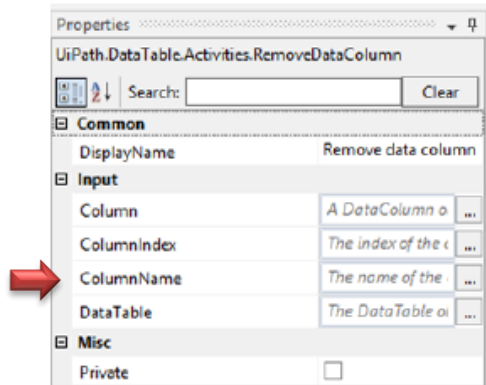 Properties
UiPath.DataTable.Activities.RemoveDataColumn
Search: Clear
Common
DisplayName Remove data column
Input
Column A DataColumn o ...
ColumnIndex The index of the c ...
ColumnName The name of the ...
DataTable The DataTable o ...
Misc
Private